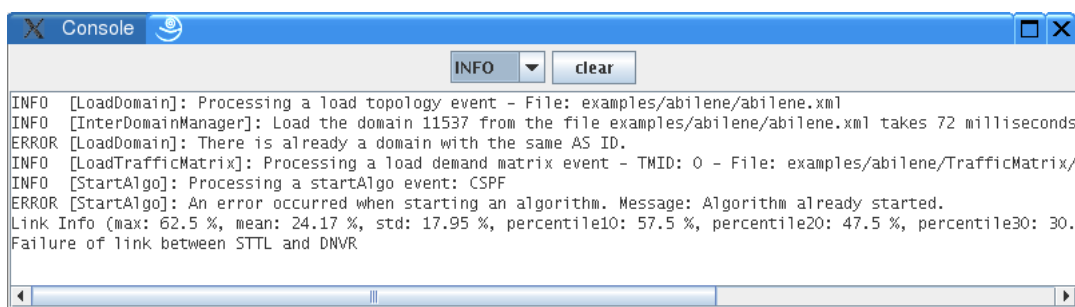 Console
INFO clear
INFO [LoadDomain]: Processing a load topology event - File: examples/abilene/abilene.xml
INFO [InterDomainManager]: Load the domain 11537 from the file examples/abilene/abilene.xml takes 72 milliseconds
ERROR [LoadDomain]: There is already a domain with the same AS ID.
INFO [LoadTrafficMatrix]: Processing a load demand matrix event - TMID: 0 - File: examples/abilene/TrafficMatrix/
INFO [StartAlgo]: Processing a startAlgo event: CSPF
ERROR [StartAlgo]: An error occurred when starting an algorithm. Message: Algorithm already started.
Link Info (max: 62.5 %, mean: 24.17 %, std: 17.95 %, percentile10: 57.5 %, percentile20: 47.5 %, percentile30: 30.
Failure of link between STTL and DNVR